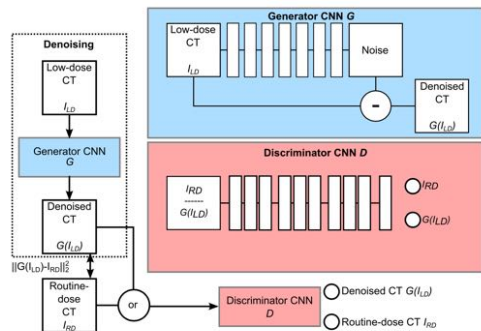 Denoising
Low-dose
CT
I_LD
Generator CNN
G
Denoised
CT
G(I_LD)
||G(I_LD)-I_RD||²₂
Routine-
dose CT
I_RD
or
Generator CNN G
Low-dose
CT
I_LD
Noise
-
Denoised
CT
G(I_LD)
Discriminator CNN D
I_RD
------
G(I_LD)
I_RD
G(I_LD)
Discriminator CNN
D
Denoised CT G(I_LD)
Routine-dose CT I_RD